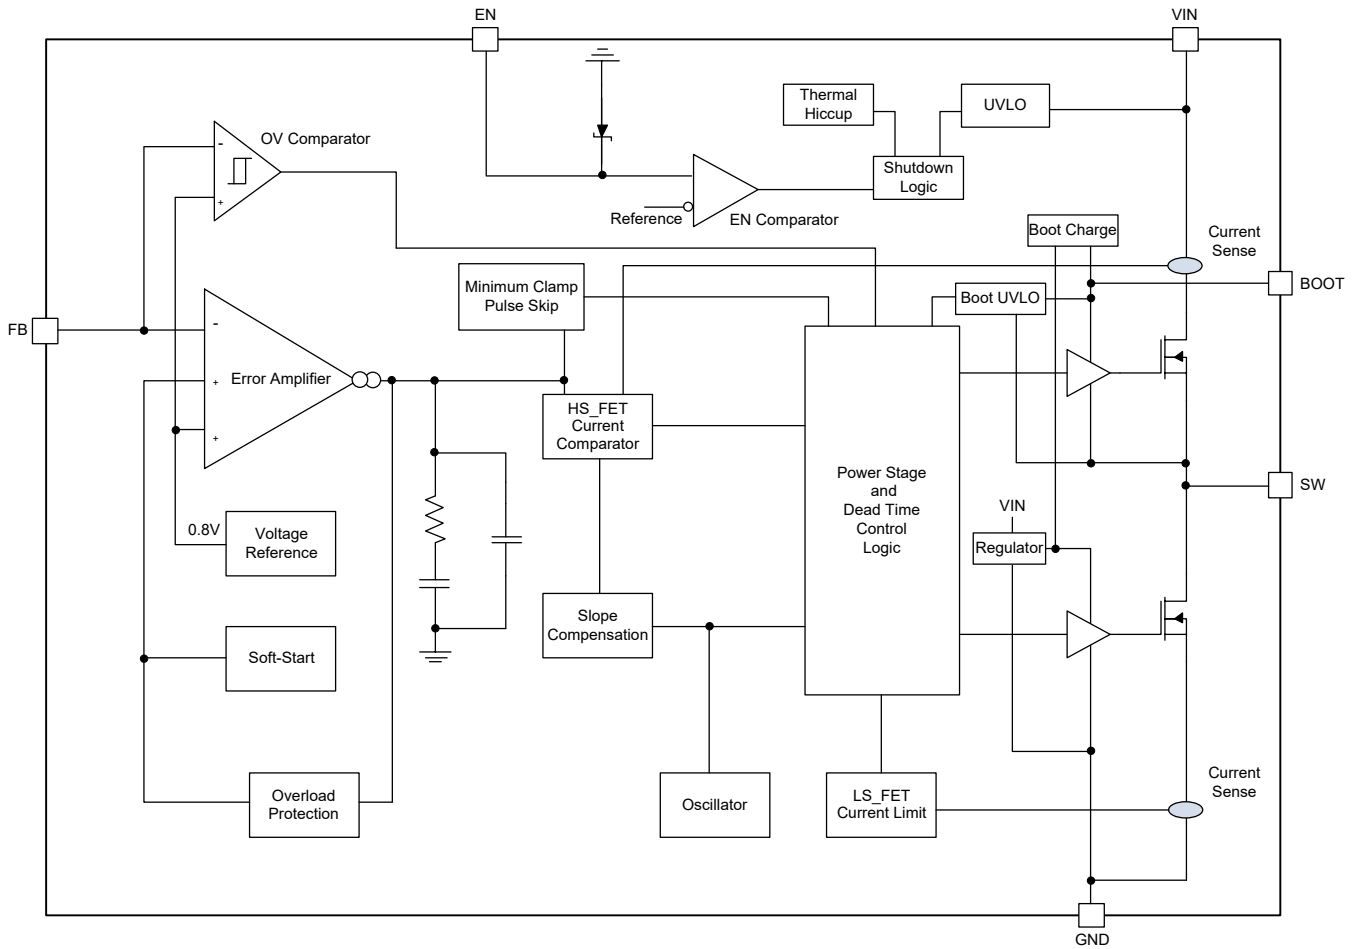 EN
VIN
Thermal
Hiccup
UVLO
OV Comparator
-
+
Shutdown
Logic
Reference
EN Comparator
Boot Charge
Current
Sense
Minimum Clamp
Pulse Skip
Boot UVLO
BOOT
FB
-
Error Amplifier
+
+
HS_FET
Current
Comparator
Power Stage
and
Dead Time
Control
Logic
SW
VIN
0.8V
Voltage
Reference
Regulator
Slope
Compensation
Soft-Start
Overload
Protection
Oscillator
LS_FET
Current Limit
Current
Sense
GND